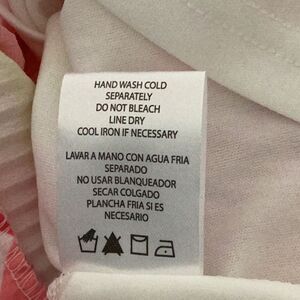 HAND WASH COLD
SEPARATELY
DO NOT BLEACH
LINE DRY
COOL IRON IF NECESSARY
LAVAR A MANO CON AGUA FRIA
SEPARADO
NO USAR BLANQUEADOR
SECAR COLGADO
PLANCHA FRIA SI ES
NECESARIO